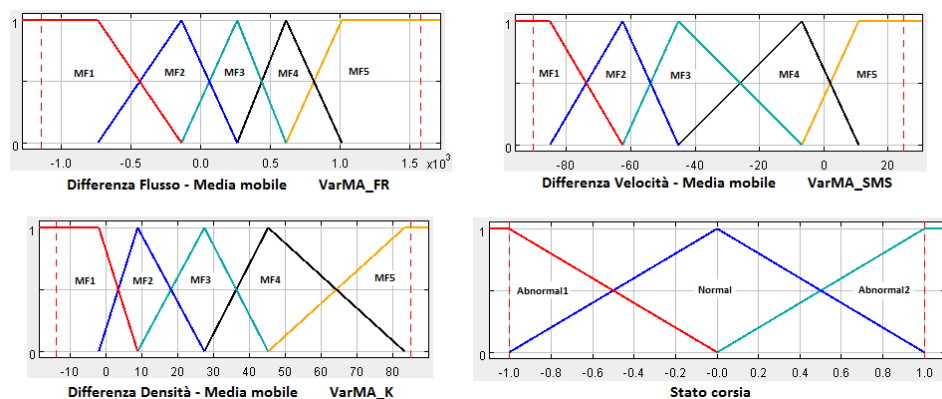 1
MF1
MF2
MF3
MF4
MF5
0
-1.0
-0.5
0.0
0.5
1.0
1.5
x10³
Differenza Flusso - Media mobile VarMA_FR
1
MF1
MF2
MF3
MF4
MF5
0
-80
-60
-40
-20
0
20
Differenza Velocità - Media mobile VarMA_SMS
1
MF1
MF2
MF3
MF4
MF5
0
-10
0
10
20
30
40
50
60
70
80
Differenza Densità - Media mobile VarMA_K
1
Abnormal1
Normal
Abnormal2
0
-1.0
-0.8
-0.6
-0.4
-0.2
0.0
0.2
0.4
0.6
0.8
1.0
Stato corsia